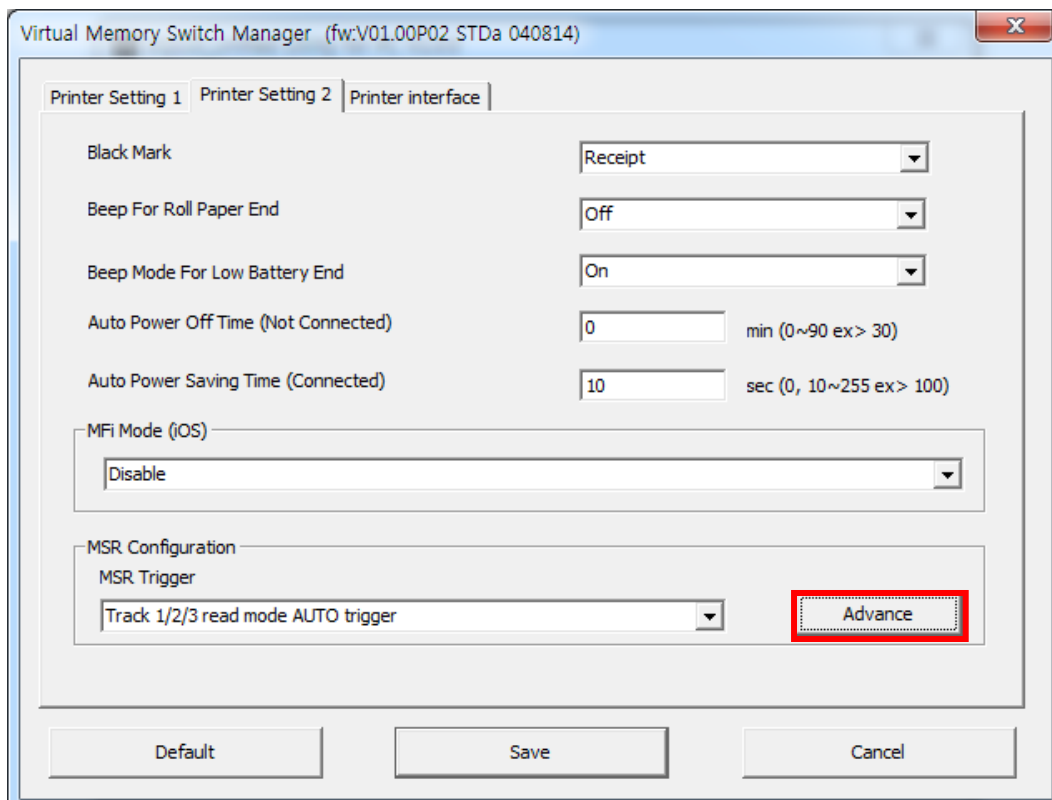 Virtual Memory Switch Manager (fw:V01.00P02 STDa 040814)
Printer Setting 1 Printer Setting 2 Printer interface
Black Mark Receipt
Beep For Roll Paper End Off
Beep Mode For Low Battery End On
Auto Power Off Time (Not Connected) 0 min (0~90 ex> 30)
Auto Power Saving Time (Connected) 10 sec (0, 10~255 ex> 100)
MFi Mode (iOS)
Disable
MSR Configuration
MSR Trigger
Track 1/2/3 read mode AUTO trigger Advance
Default Save Cancel